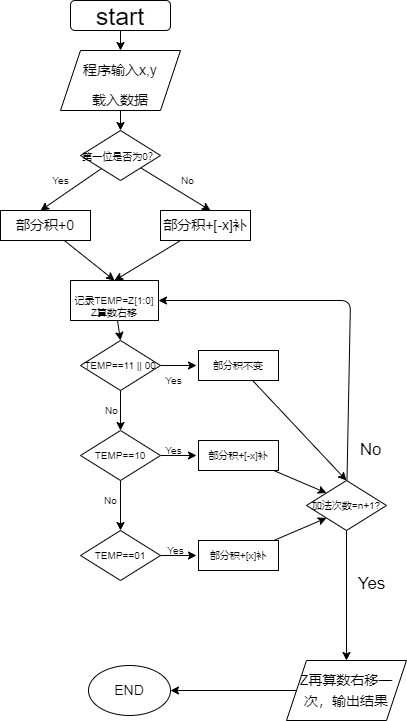 start
程序输入x,y
载入数据
第一位是否为0?
Yes
No
部分积+0
部分积+[-x]补
记录TEMP=Z[1:0]
Z算数右移
TEMP==11 || 00
Yes
部分积不变
No
No
TEMP==10
Yes
部分积+[-x]补
加法次数=n+1?
No
TEMP==01
Yes
部分积+[x]补
Yes
Z再算数右移一
次，输出结果
END